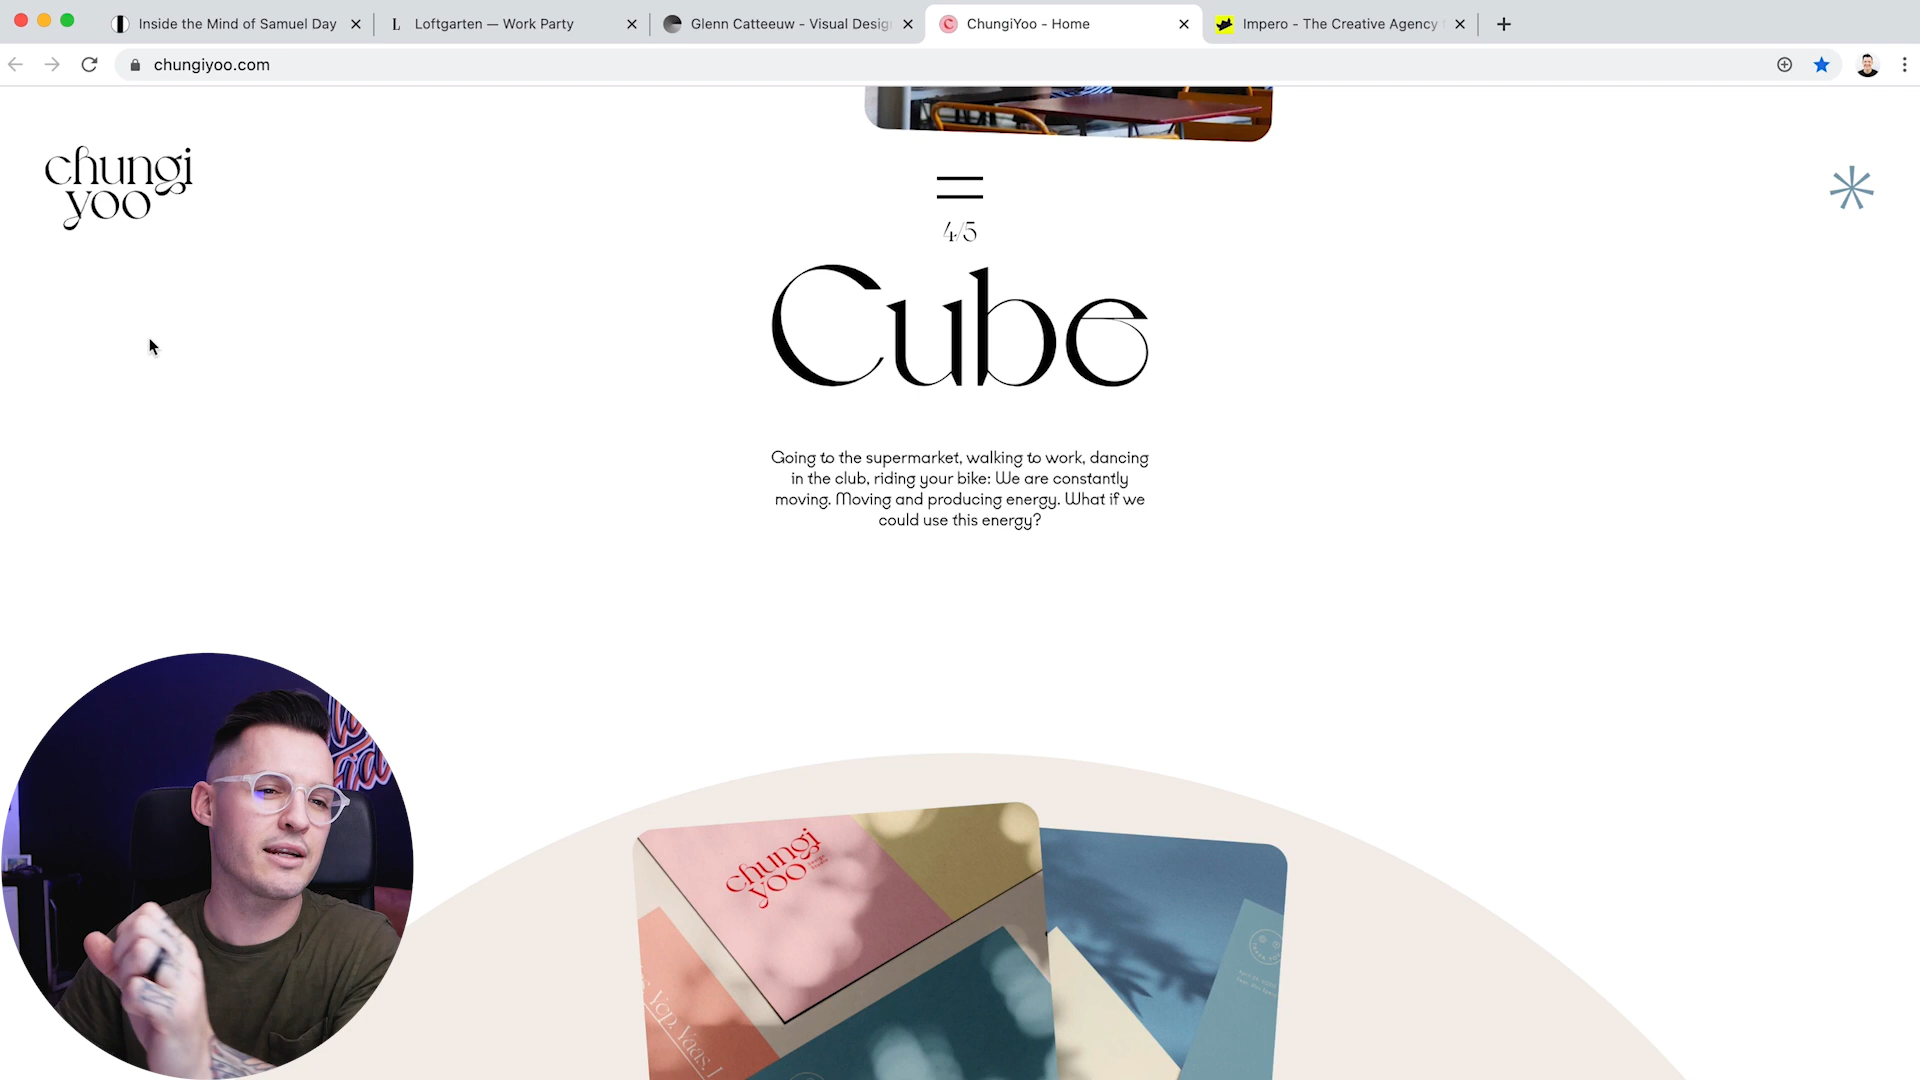 Inside the Mind of Samuel Day
L Loftgarten — Work Party
Glenn Catteeuw - Visual Desig
ChungiYoo - Home
Impero - The Creative Agency
chungiyoo.com
chungi
yoo
4/5
Cube
Going to the supermarket, walking to work, dancing
in the club, riding your bike: We are constantly
moving. Moving and producing energy. What if we
could use this energy?
chungi
yoo
Yep, Yaas, I